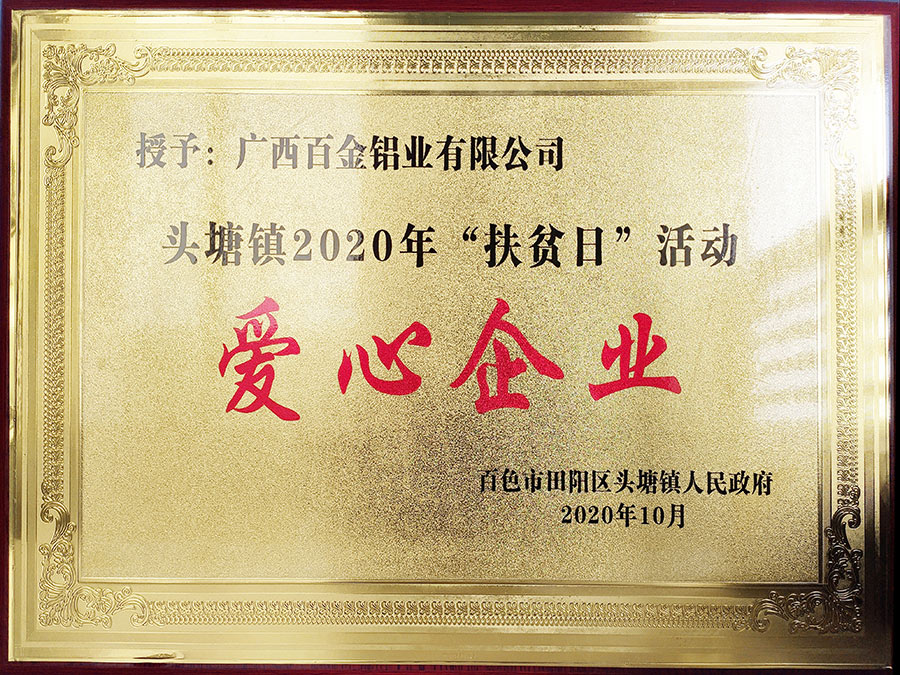 授予：广西百金铝业有限公司
头塘镇2020年“扶贫日”活动
爱心企业
百色市田阳区头塘镇人民政府
2020年10月